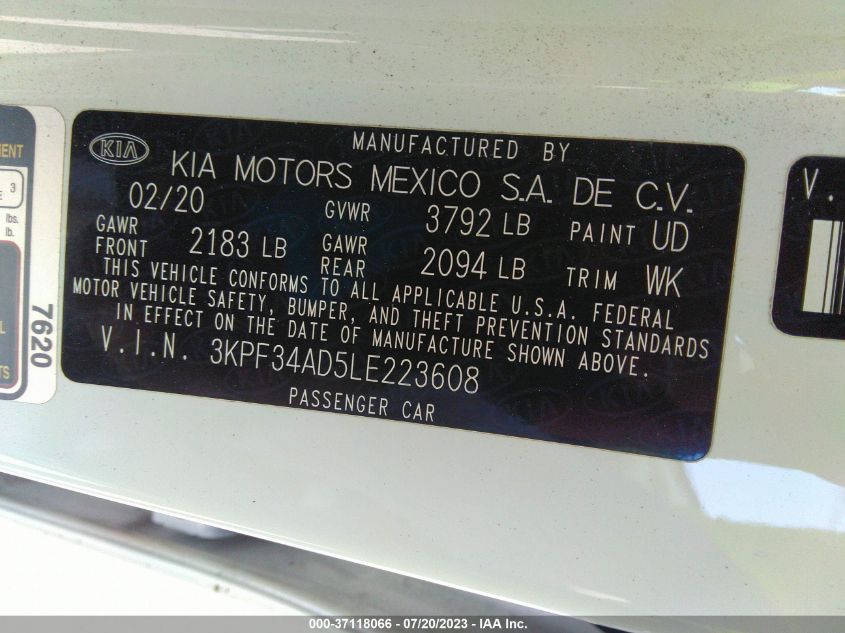 MANUFACTURED BY
KIA
KIA MOTORS MEXICO S.A. DE C.V.
02/20 GVWR 3792 LB PAINT UD
GAWR FRONT 2183 LB GAWR REAR 2094 LB TRIM WK
THIS VEHICLE CONFORMS TO ALL APPLICABLE U.S.A. FEDERAL
MOTOR VEHICLE SAFETY, BUMPER, AND THEFT PREVENTION STANDARDS
IN EFFECT ON THE DATE OF MANUFACTURE SHOWN ABOVE.
V.I.N. 3KPF34AD5LE223608
PASSENGER CAR
3
lbs.
lb.
7620
V.
000-37118066 - 07/20/2023 - IAA Inc.